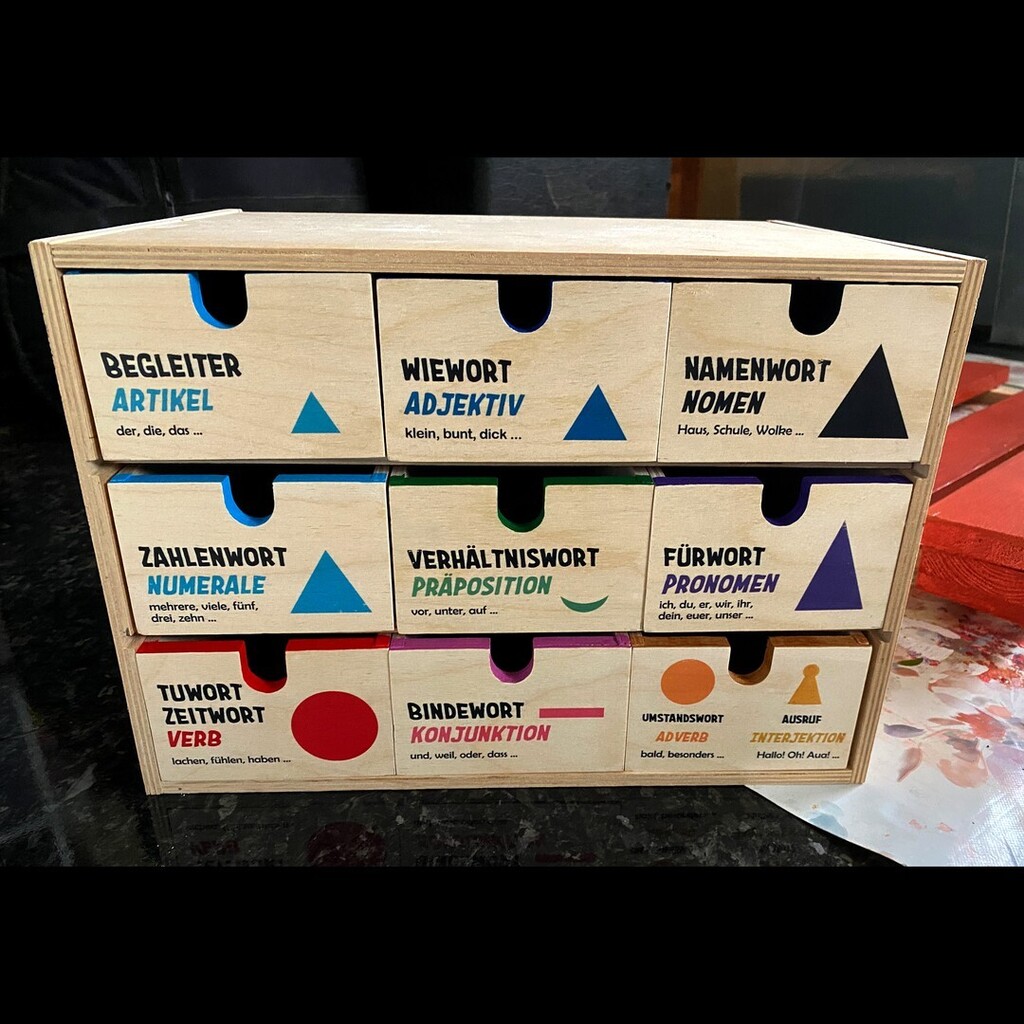 BEGLEITER
ARTIKEL
der, die, das ...
WIEWORT
ADJEKTIV
klein, bunt, dick ...
NAMENWORT
NOMEN
Haus, Schule, Wolke ...
ZAHLENWORT
NUMERALE
mehrere, viele, fünf,
drei, zehn ...
VERHÄLTNISWORT
PRÄPOSITION
vor, unter, auf ...
FÜRWORT
PRONOMEN
ich, du, er, wir, ihr,
dein, euer, unser ...
TUWORT
ZEITWORT
VERB
lachen, fühlen, haben ...
BINDEWORT
KONJUNKTION
und, weil, oder, dass ...
UMSTANDSWORT
ADVERB
bald, besonders ...
AUSRUF
INTERJEKTION
Hallo! Oh! Aua! ...